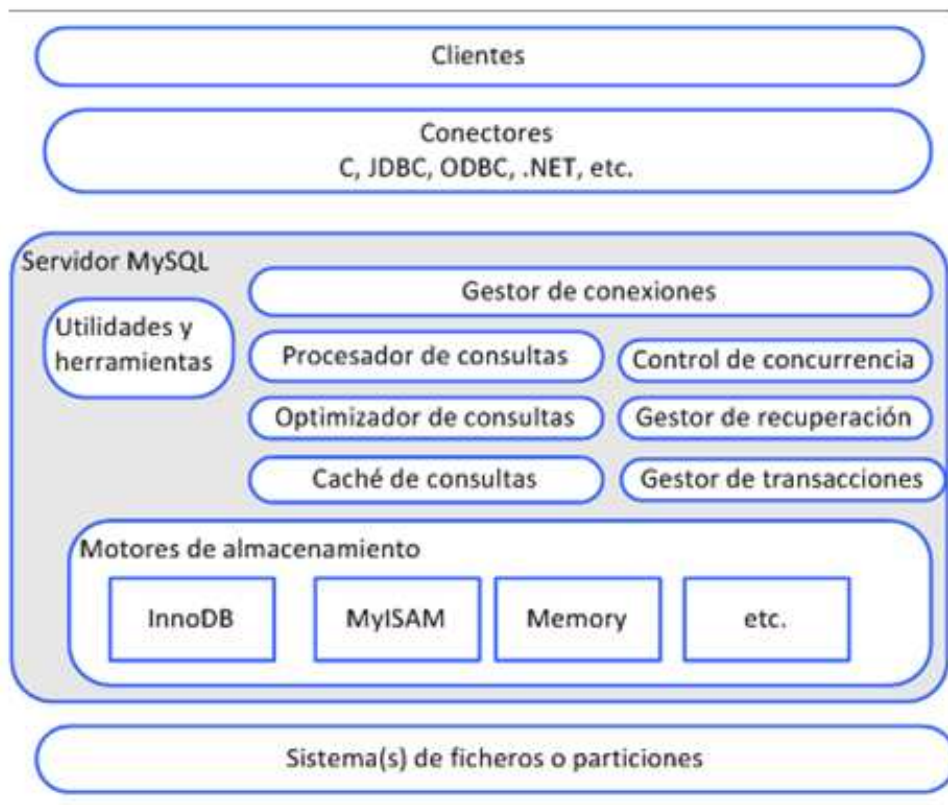 Clientes
Conectores
C, JDBC, ODBC, .NET, etc.
Servidor MySQL
Gestor de conexiones
Utilidades y
herramientas
Procesador de consultas
Control de concurrencia
Optimizador de consultas
Gestor de recuperación
Caché de consultas
Gestor de transacciones
Motores de almacenamiento
InnoDB
MyISAM
Memory
etc.
Sistema(s) de ficheros o particiones